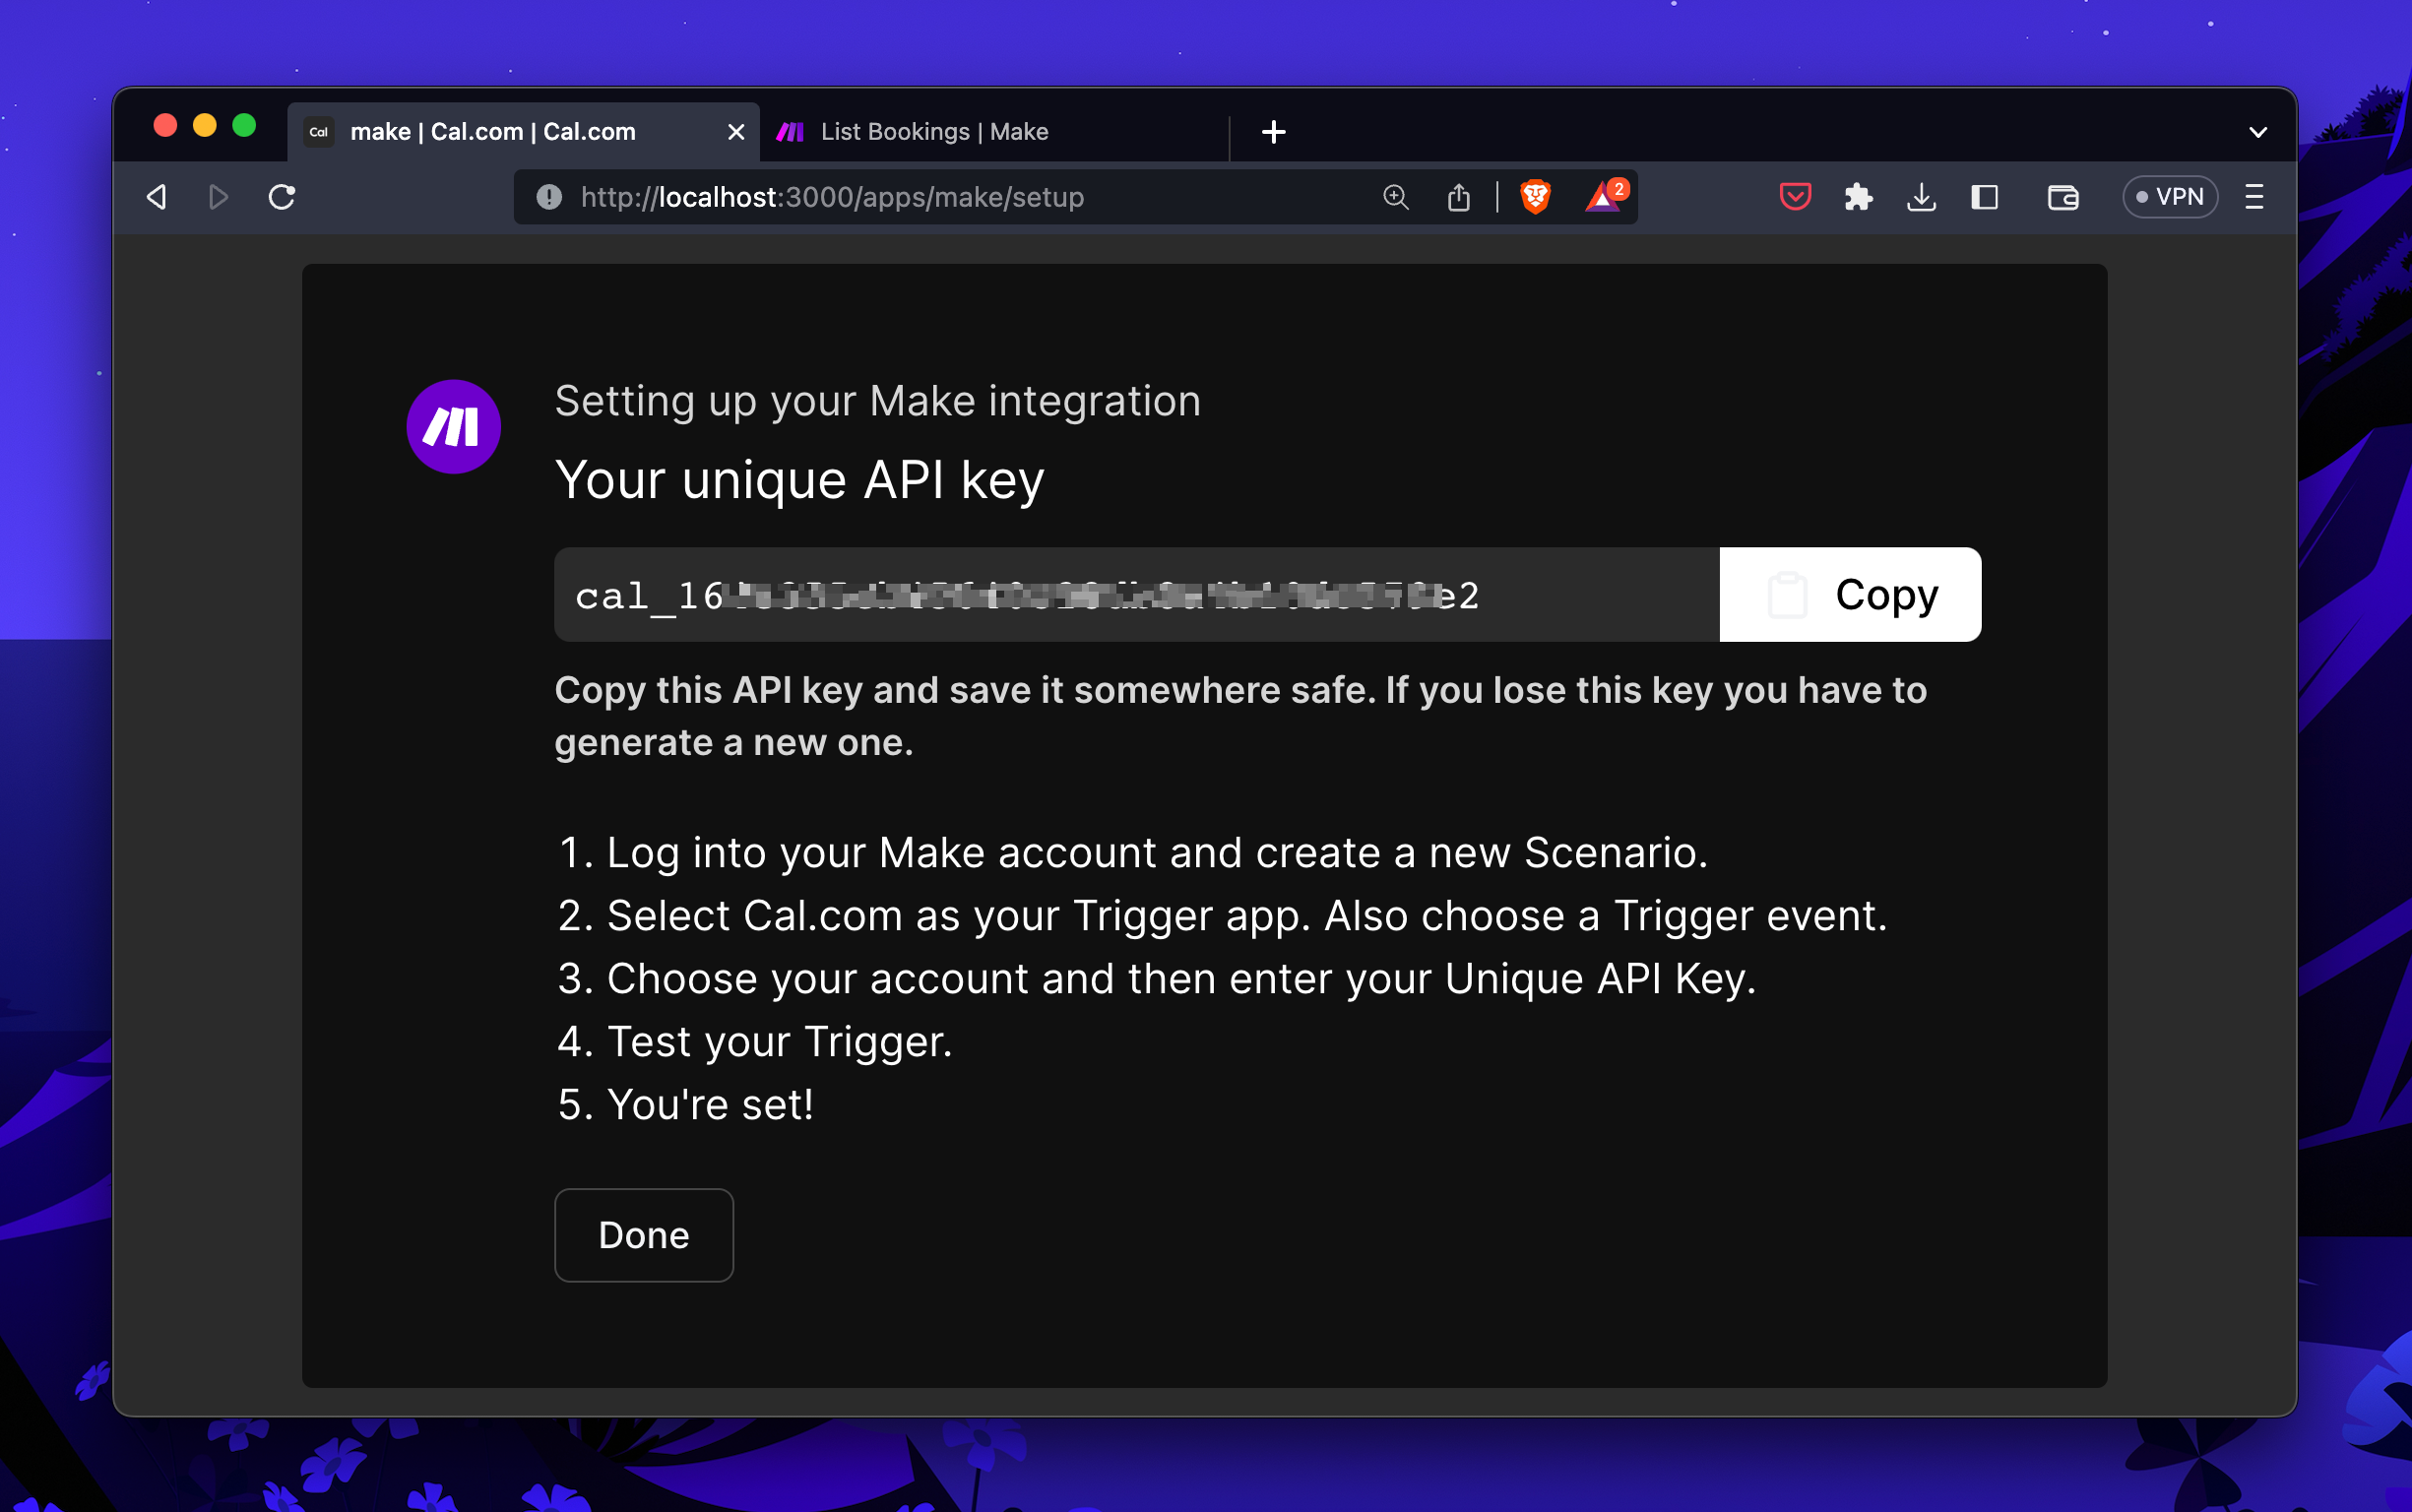 Cal make | Cal.com | Cal.com List Bookings | Make
http://localhost:3000/apps/make/setup 2 VPN
Setting up your Make integration
Your unique API key
cal_16 e2 Copy
Copy this API key and save it somewhere safe. If you lose this key you have to
generate a new one.
1. Log into your Make account and create a new Scenario.
2. Select Cal.com as your Trigger app. Also choose a Trigger event.
3. Choose your account and then enter your Unique API Key.
4. Test your Trigger.
5. You're set!
Done